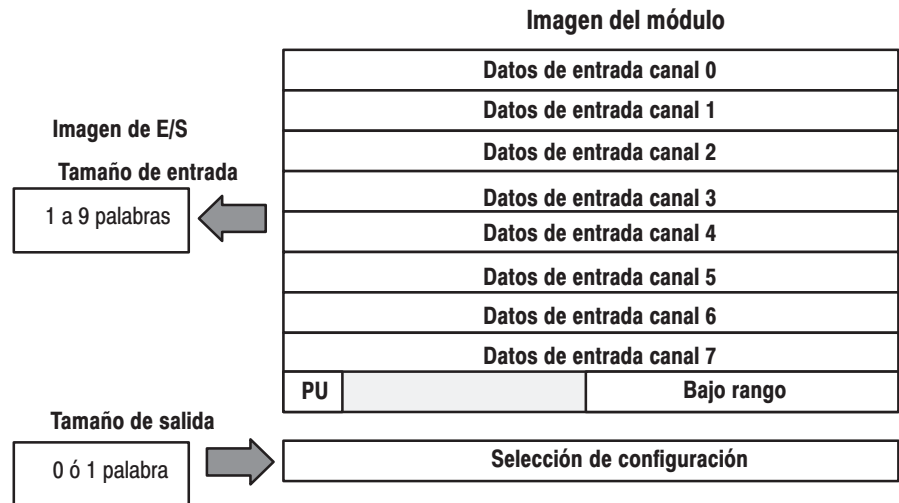 Imagen del módulo
Datos de entrada canal 0
Datos de entrada canal 1
Imagen de E/S
Datos de entrada canal 2
Tamaño de entrada
Datos de entrada canal 3
1 a 9 palabras
Datos de entrada canal 4
Datos de entrada canal 5
Datos de entrada canal 6
Datos de entrada canal 7
PU Bajo rango
Tamaño de salida
0 ó 1 palabra
Selección de configuración